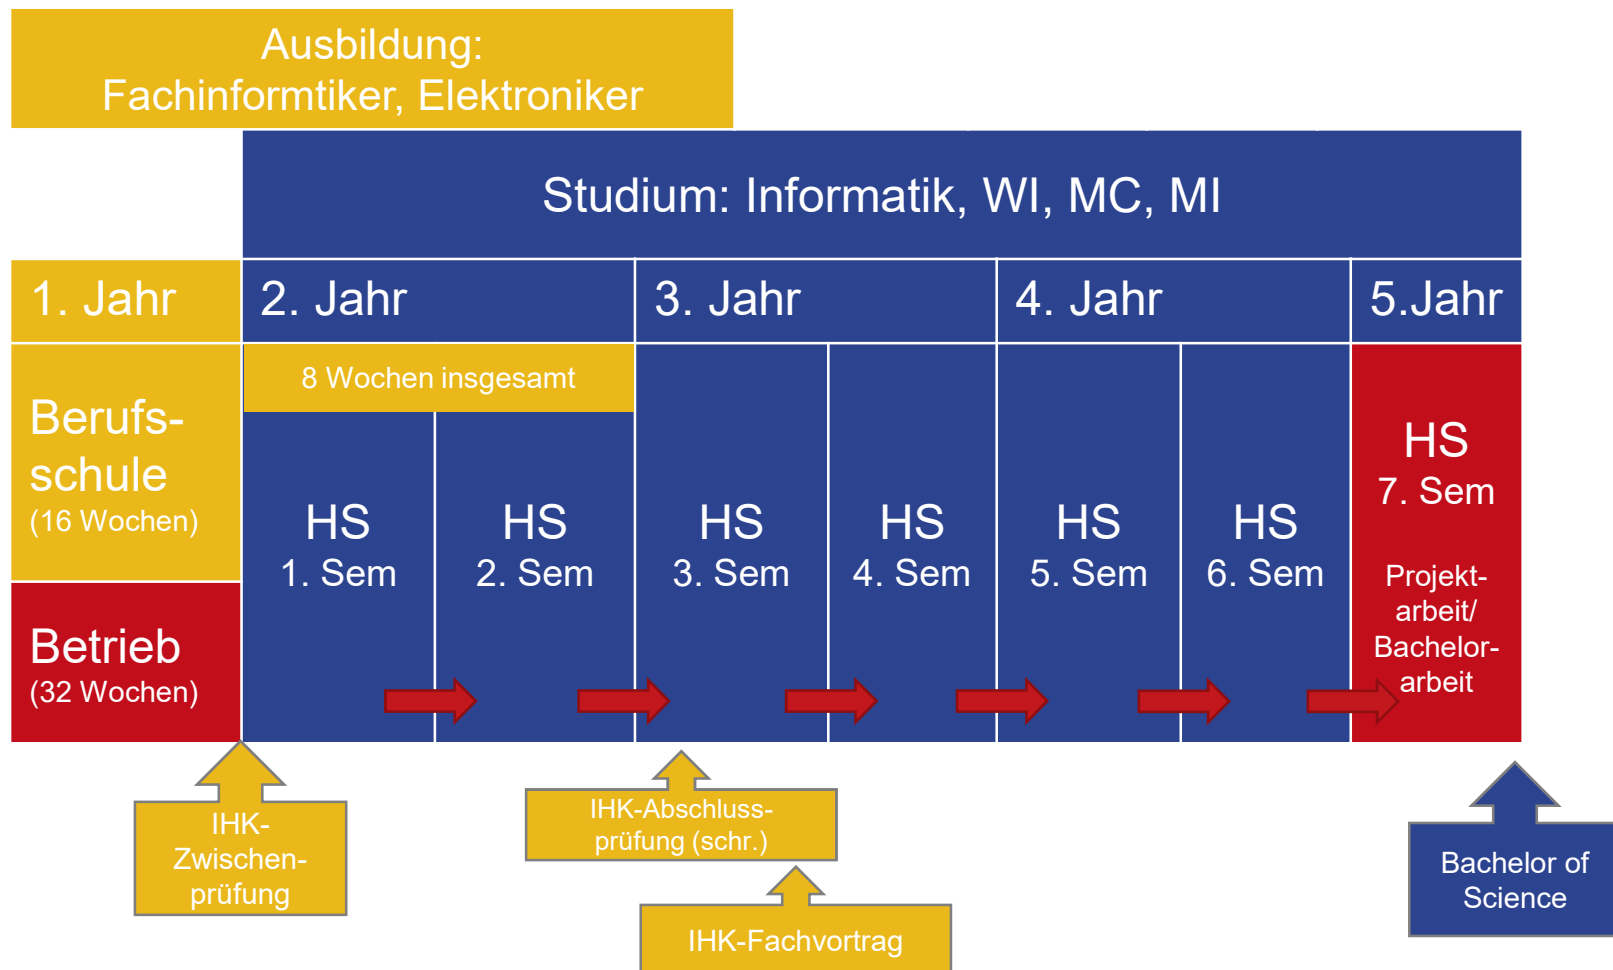 Ausbildung:
Fachinformtiker, Elektroniker
Studium: Informatik, WI, MC, MI
1. Jahr
2. Jahr
3. Jahr
4. Jahr
5.Jahr
8 Wochen insgesamt
Berufs-
schule
(16 Wochen)
Betrieb
(32 Wochen)
HS
1. Sem
HS
2. Sem
HS
3. Sem
HS
4. Sem
HS
5. Sem
HS
6. Sem
HS
7. Sem
Projekt-
arbeit/
Bachelor-
arbeit
IHK-
Zwischen-
prüfung
IHK-Abschluss-
prüfung (schr.)
IHK-Fachvortrag
Bachelor of
Science